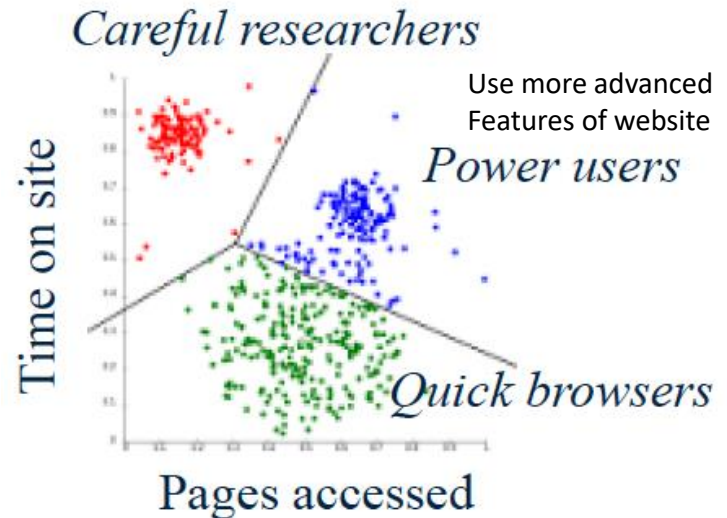 Careful researchers
Use more advanced
Features of website
Power users
Time on site
Quick browsers
Pages accessed